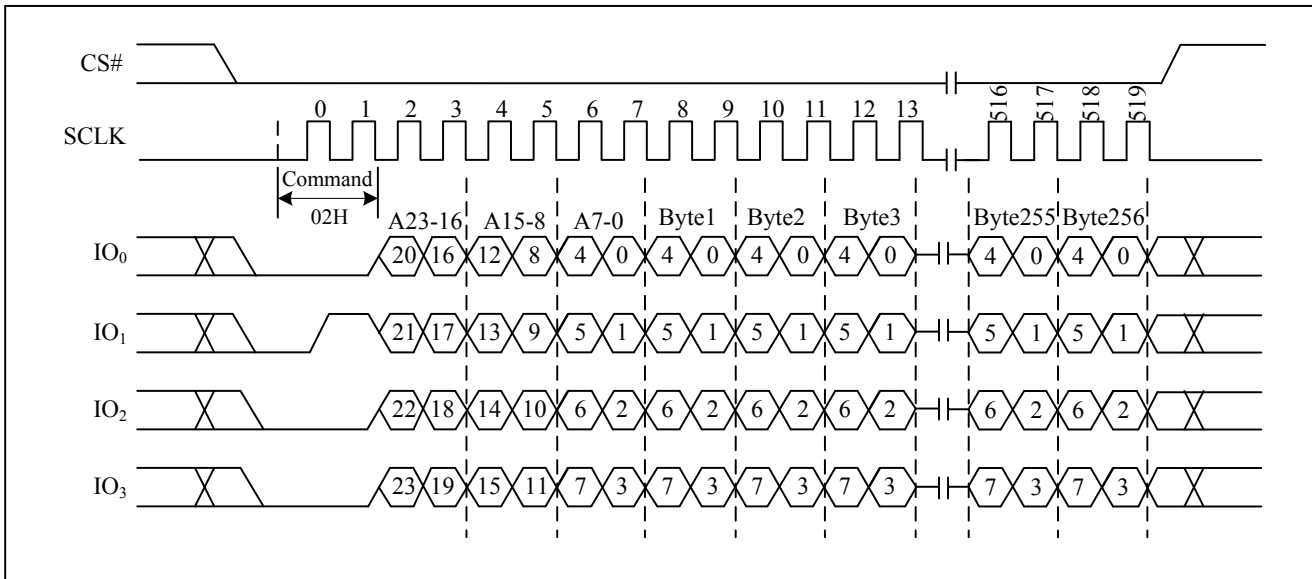 CS#
0 1 2 3 4 5 6 7 8 9 10 11 12 13 516 517 518 519
SCLK
Command
02H
A23-16 A15-8 A7-0 Byte1 Byte2 Byte3 Byte255 Byte256
IO0 20 16 12 8 4 0 4 0 4 0 4 0 4 0 4 0
IO1 21 17 13 9 5 1 5 1 5 1 5 1 5 1 5 1
IO2 22 18 14 10 6 2 6 2 6 2 6 2 6 2 6 2
IO3 23 19 15 11 7 3 7 3 7 3 7 3 7 3 7 3